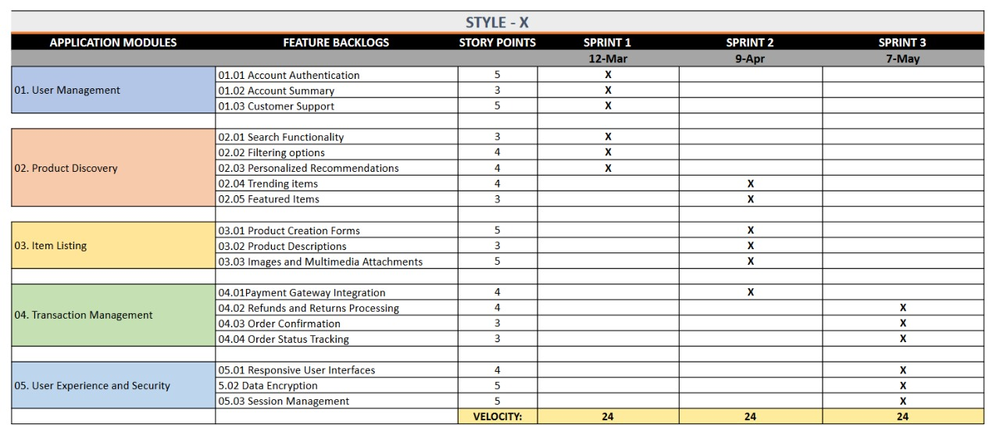 STYLE - X
APPLICATION MODULES FEATURE BACKLOGS STORY POINTS SPRINT 1 SPRINT 2 SPRINT 3
12-Mar 9-Apr 7-May
01. User Management
01.01 Account Authentication 5 X
01.02 Account Summary 3 X
01.03 Customer Support 5 X
02. Product Discovery
02.01 Search Functionality 3 X
02.02 Filtering options 4 X
02.03 Personalized Recommendations 4 X
02.04 Trending items 4 X
02.05 Featured Items 3 X
03. Item Listing
03.01 Product Creation Forms 5 X
03.02 Product Descriptions 3 X
03.03 Images and Multimedia Attachments 5 X
04. Transaction Management
04.01Payment Gateway Integration 4 X
04.02 Refunds and Returns Processing 4 X
04.03 Order Confirmation 3 X
04.04 Order Status Tracking 3 X
05. User Experience and Security
05.01 Responsive User Interfaces 4 X
5.02 Data Encryption 5 X
05.03 Session Management 5 X
VELOCITY: 24 24 24